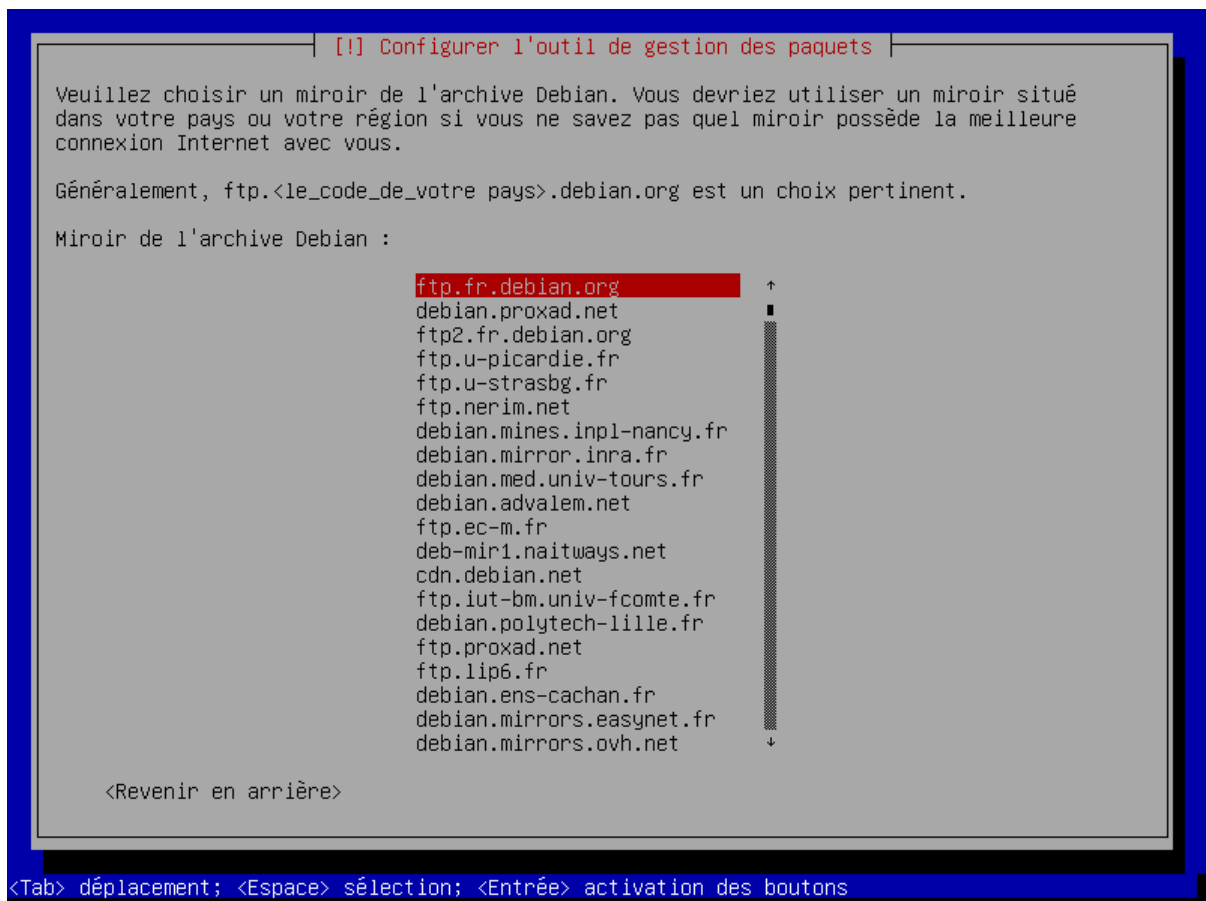 [!] Configurer l'outil de gestion des paquets
Veuillez choisir un miroir de l'archive Debian. Vous devriez utiliser un miroir situé
dans votre pays ou votre région si vous ne savez pas quel miroir possède la meilleure
connexion Internet avec vous.
Généralement, ftp.<le_code_de_votre pays>.debian.org est un choix pertinent.
Miroir de l'archive Debian :
ftp.fr.debian.org
debian.proxad.net
ftp2.fr.debian.org
ftp.u-picardie.fr
ftp.u-strasbg.fr
ftp.nerim.net
debian.mines.inpl-nancy.fr
debian.mirror.inra.fr
debian.med.univ-tours.fr
debian.advalem.net
ftp.ec-m.fr
deb-mir1.naitways.net
cdn.debian.net
ftp.iut-bm.univ-fcomte.fr
debian.polytech-lille.fr
ftp.proxad.net
ftp.lip6.fr
debian.ens-cachan.fr
debian.mirrors.easynet.fr
debian.mirrors.ovh.net
<Revenir en arrière>
<Tab> déplacement; <Espace> sélection; <Entrée> activation des boutons